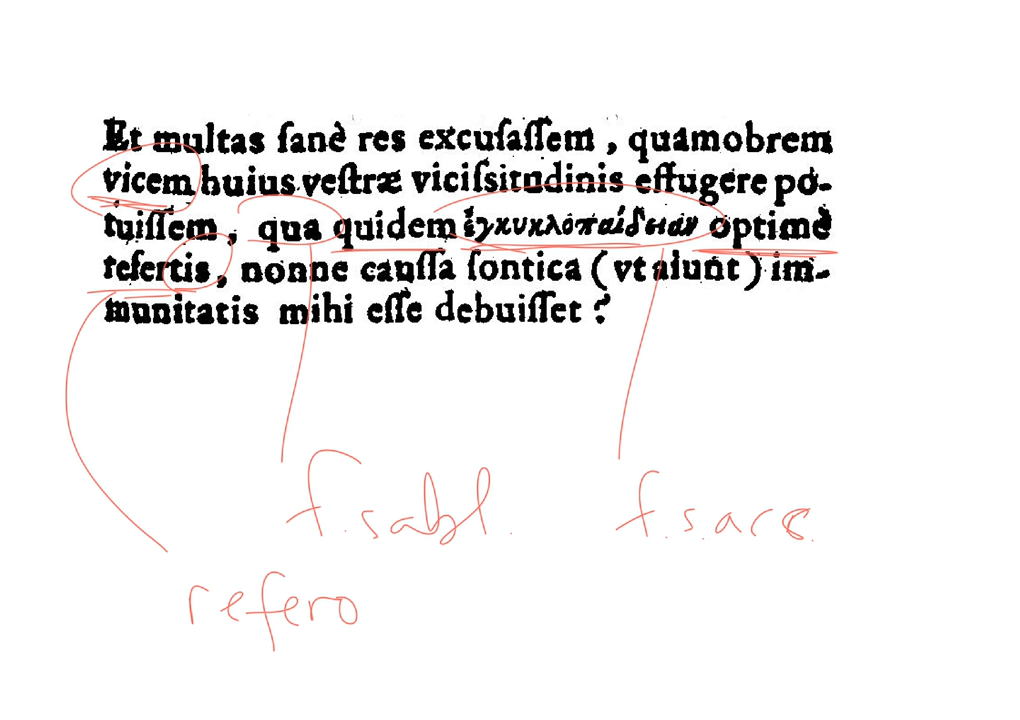 Et multas ſanè res excuſaſſem, quamobrem
vicem huius veſtræ viciſsitudinis effugere po-
tuiſſem, qua quidem ἐγκυκλοπαίδειαν optimè
refertis, nonne cauſſa ſontica (vt aiunt) im-
munitatis mihi eſſe debuiſſet?
f.sabl. f.s.acc.
refero